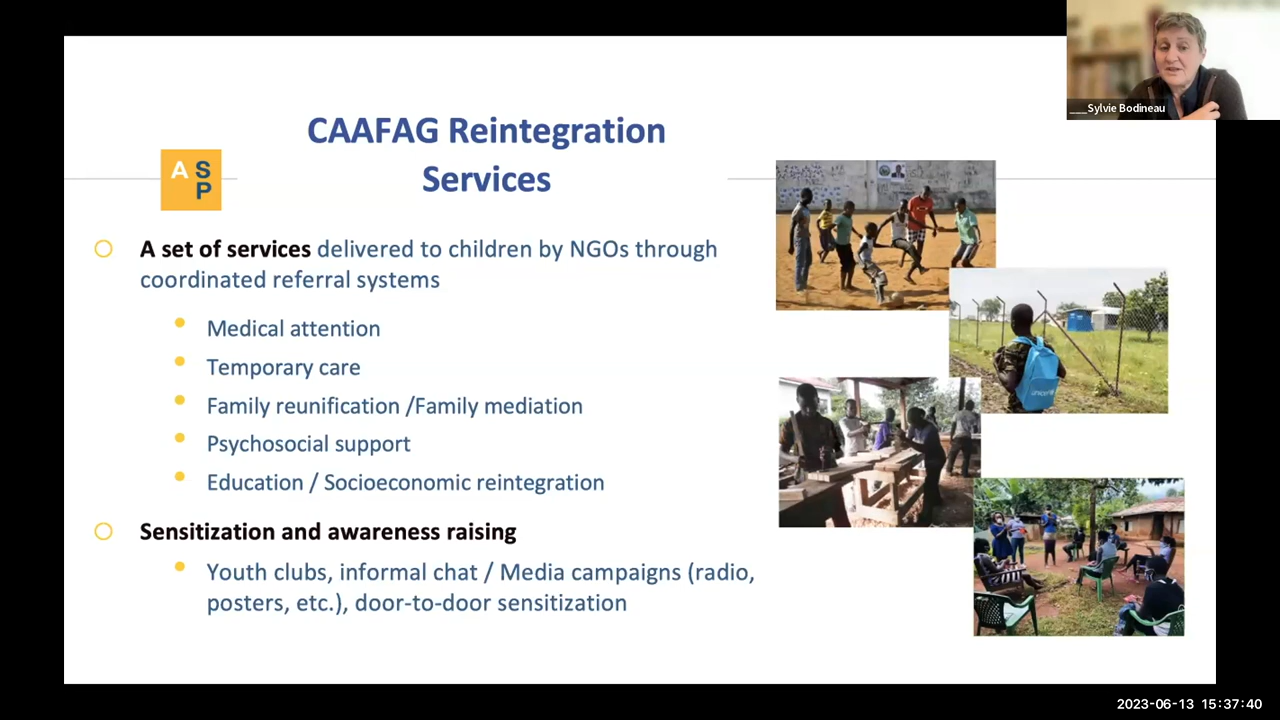 ___Sylvie Bodineau
CAAFAG Reintegration
Services
A S
P
A set of services delivered to children by NGOs through
coordinated referral systems
Medical attention
Temporary care
Family reunification /Family mediation
Psychosocial support
Education / Socioeconomic reintegration
Sensitization and awareness raising
Youth clubs, informal chat / Media campaigns (radio,
posters, etc.), door-to-door sensitization
unicef
2023-06-13 15:37:40